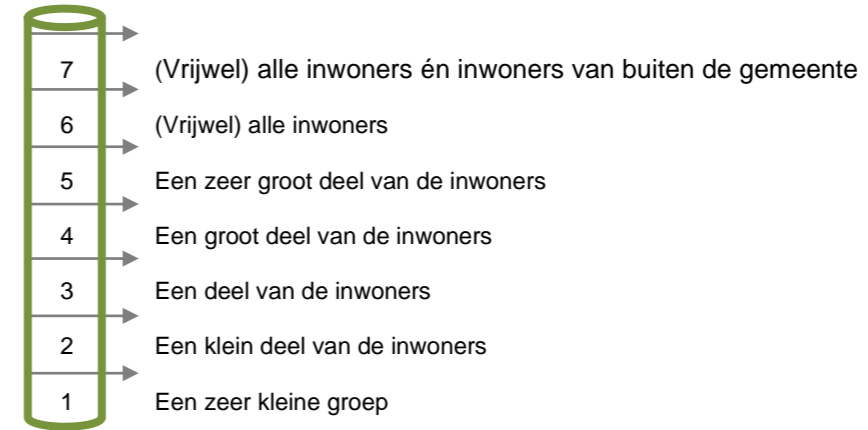 7 (Vrijwel) alle inwoners én inwoners van buiten de gemeente
6 (Vrijwel) alle inwoners
5 Een zeer groot deel van de inwoners
4 Een groot deel van de inwoners
3 Een deel van de inwoners
2 Een klein deel van de inwoners
1 Een zeer kleine groep